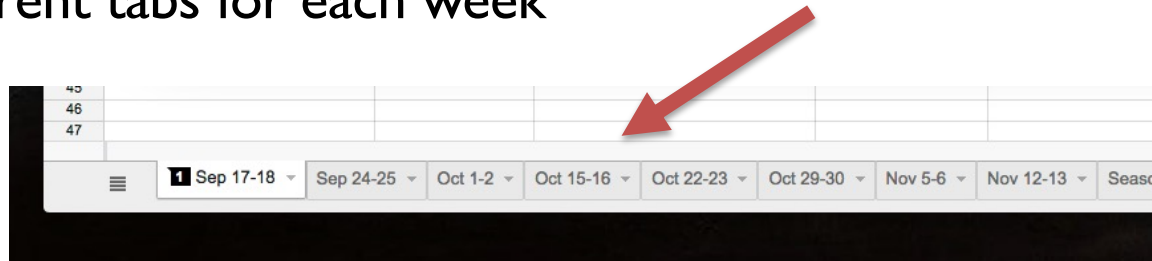 rent tabs for each week
45
46
47
1 Sep 17-18 Sep 24-25 Oct 1-2 Oct 15-16 Oct 22-23 Oct 29-30 Nov 5-6 Nov 12-13 Seaso